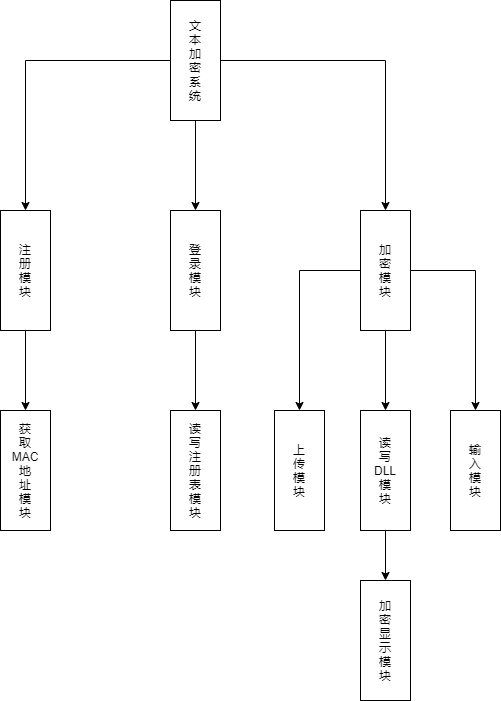 文本加密系统
注册模块
登录模块
加密模块
获取MAC地址模块
读写注册表模块
上传模块
读写DLL模块
输入模块
加密显示模块